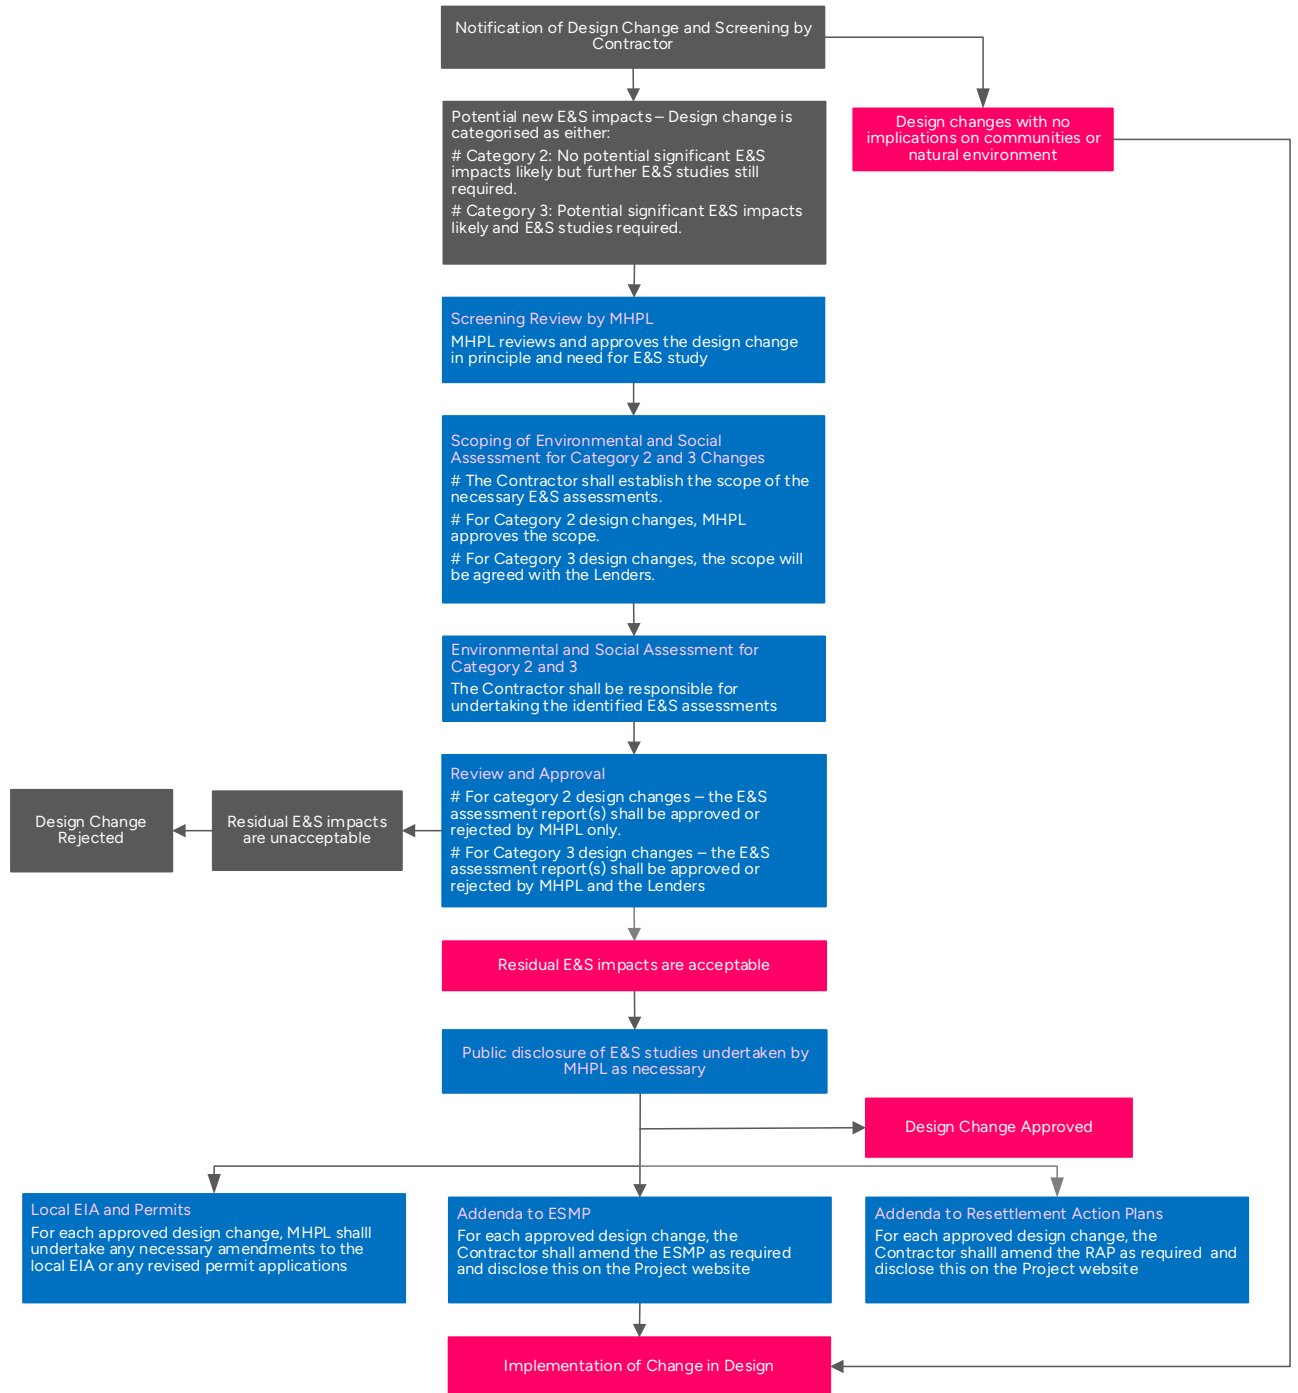 Notification of Design Change and Screening by
Contractor
Design changes with no
implications on communities or
natural environment
Potential new E&S impacts – Design change is
categorised as either:
# Category 2: No potential significant E&S
impacts likely but further E&S studies still
required.
# Category 3: Potential significant E&S impacts
likely and E&S studies required.
Screening Review by MHPL
MHPL reviews and approves the design change
in principle and need for E&S study
Scoping of Environmental and Social
Assessment for Category 2 and 3 Changes
# The Contractor shall establish the scope of the
necessary E&S assessments.
# For Category 2 design changes, MHPL
approves the scope.
# For Category 3 design changes, the scope will
be agreed with the Lenders.
Environmental and Social Assessment for
Category 2 and 3
The Contractor shall be responsible for
undertaking the identified E&S assessments
Review and Approval
# For category 2 design changes – the E&S
assessment report(s) shall be approved or
rejected by MHPL only.
# For Category 3 design changes – the E&S
assessment report(s) shall be approved or
rejected by MHPL and the Lenders
Residual E&S impacts
are unacceptable
Design Change
Rejected
Residual E&S impacts are acceptable
Public disclosure of E&S studies undertaken by
MHPL as necessary
Design Change Approved
Local EIA and Permits
For each approved design change, MHPL shalll
undertake any necessary amendments to the
local EIA or any revised permit applications
Addenda to ESMP
For each approved design change, the
Contractor shall amend the ESMP as required
and disclose this on the Project website
Addenda to Resettlement Action Plans
For each approved design change, the
Contractor shalll amend the RAP as required  and
disclose this on the Project website
Implementation of Change in Design